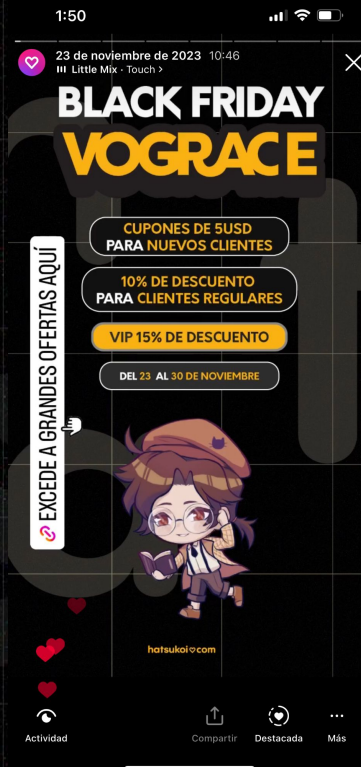 1:50
23 de noviembre de 2023 10:46
Little Mix · Touch >
BLACK FRIDAY
VOGRACE
CUPONES DE 5USD
PARA NUEVOS CLIENTES
10% DE DESCUENTO
PARA CLIENTES REGULARES
VIP 15% DE DESCUENTO
DEL 23 AL 30 DE NOVIEMBRE
EXCEDE A GRANDES OFERTAS AQUÍ
hatsukoi♡com
Actividad
Compartir
Destacada
Más